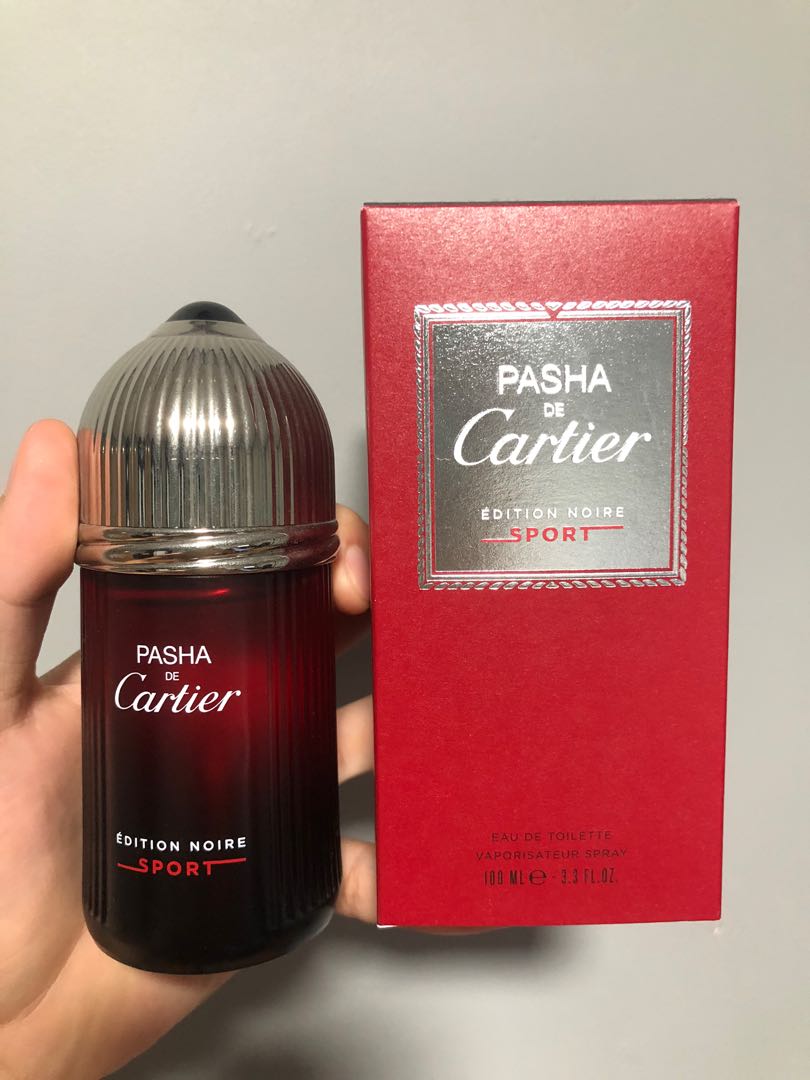 PASHA
DE
Cartier
ÉDITION NOIRE
SPORT
PASHA
DE
Cartier
ÉDITION NOIRE
SPORT
EAU DE TOILETTE
VAPORISATEUR SPRAY
100 ML℮ - 3.3 FL.OZ.